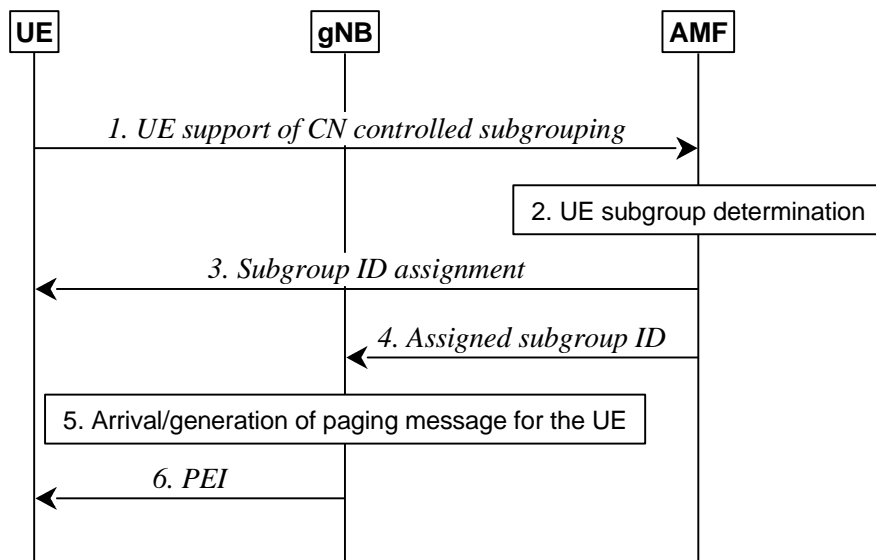 UE
gNB
AMF
1. UE support of CN controlled subgrouping
2. UE subgroup determination
3. Subgroup ID assignment
4. Assigned subgroup ID
5. Arrival/generation of paging message for the UE
6. PEI